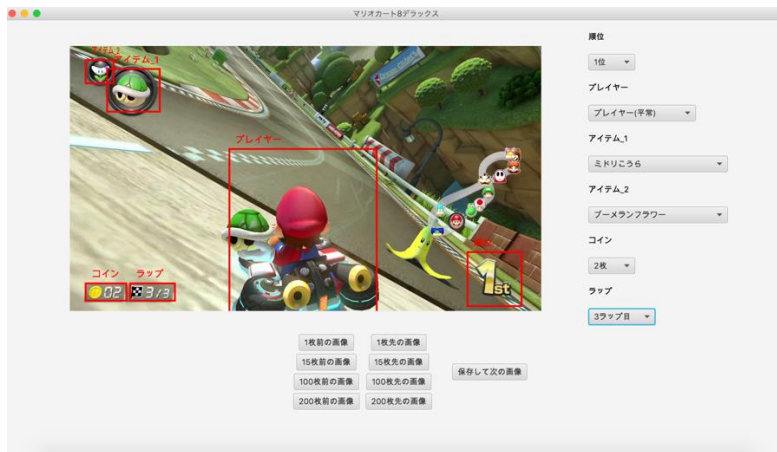 マリオカート8デラックス
アイテム_2
アイテム_1
プレイヤー
コイン
ラップ
02
3/3
1st
1枚前の画像
1枚先の画像
15枚前の画像
15枚先の画像
100枚前の画像
100枚先の画像
200枚前の画像
200枚先の画像
保存して次の画像
順位
1位
プレイヤー
プレイヤー(平常)
アイテム_1
ミドリこうら
アイテム_2
ブーメランフラワー
コイン
2枚
ラップ
3ラップ目